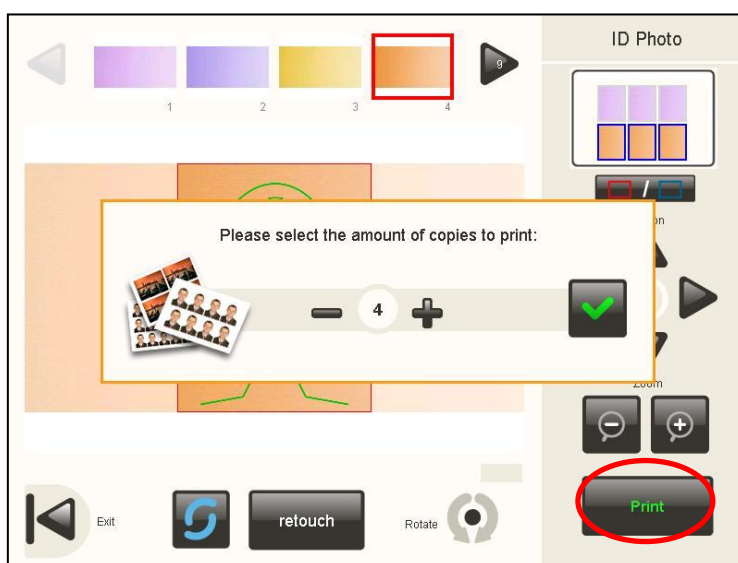 ID Photo
9
1 2 3 4
on
Please select the amount of copies to print:
4
Zoom
Exit
retouch
Rotate
Print